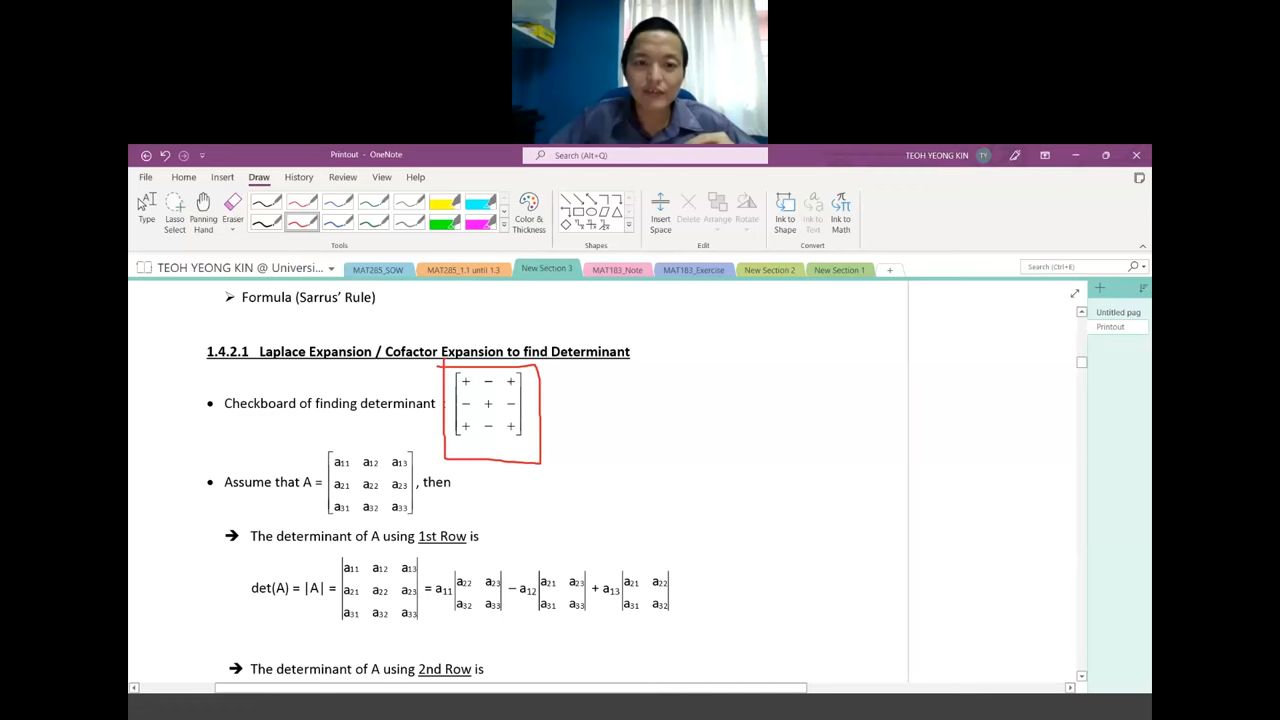 Printout - OneNote
Search (Alt+Q)
TEOH YEONG KIN TY
File Home Insert Draw History Review View Help
Type Lasso Select Panning Hand Eraser Color & Thickness Insert Space Delete Arrange Rotate Ink to Shape Ink to Text Ink to Math
Tools Shapes Edit Convert
TEOH YEONG KIN @ Universi... MAT285_SOW MAT285_1.1 until 1.3 New Section 3 MAT183_Note MAT183_Exercise New Section 2 New Section 1 + Search (Ctrl+E)
Untitled pag
Printout
➢ Formula (Sarrus’ Rule)
1.4.2.1 Laplace Expansion / Cofactor Expansion to find Determinant
+ − +
• Checkboard of finding determinant − + −
+ − +
a11 a12 a13
• Assume that A = a21 a22 a23 , then
a31 a32 a33
➔ The determinant of A using 1st Row is
a11 a12 a13
det(A) = |A| = |a21 a22 a23| = a11 |a22 a23| − a12 |a21 a23| + a13 |a21 a22|
a31 a32 a33 a32 a33 a31 a33 a31 a32
➔ The determinant of A using 2nd Row is